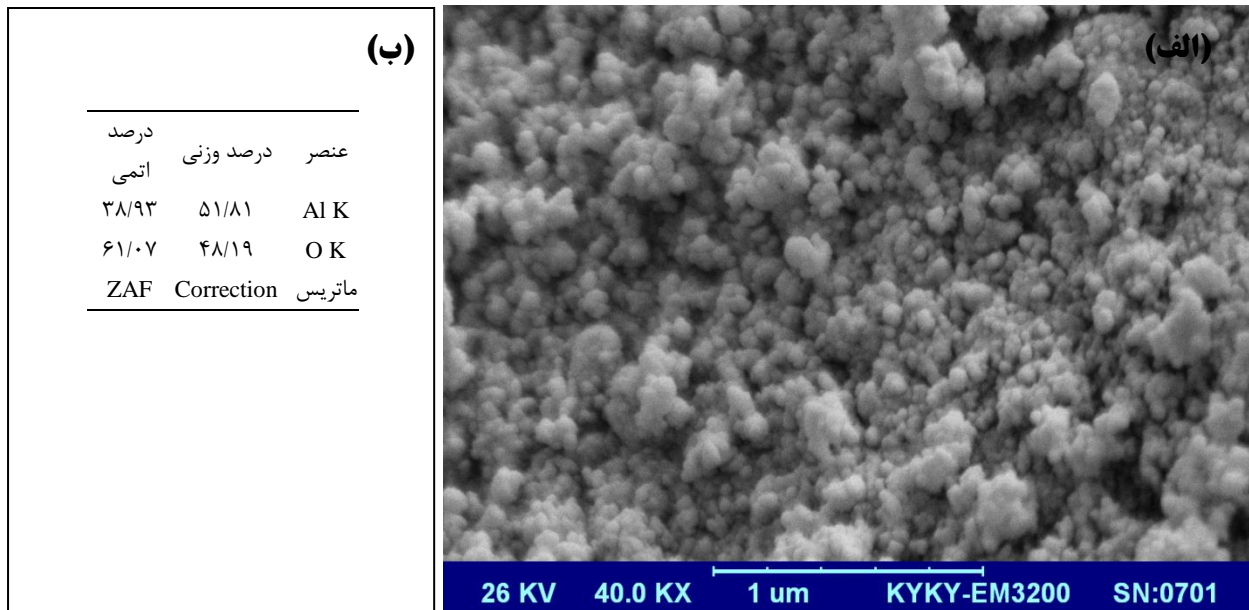 (ب)
عنصر درصد وزنی درصد
اتمی
Al K ۵۱/۸۱ ۳۸/۹۳
O K ۴۸/۱۹ ۶۱/۰۷
ماتریس Correction ZAF
(الف)
26 KV 40.0 KX 1 um KYKY-EM3200 SN:0701